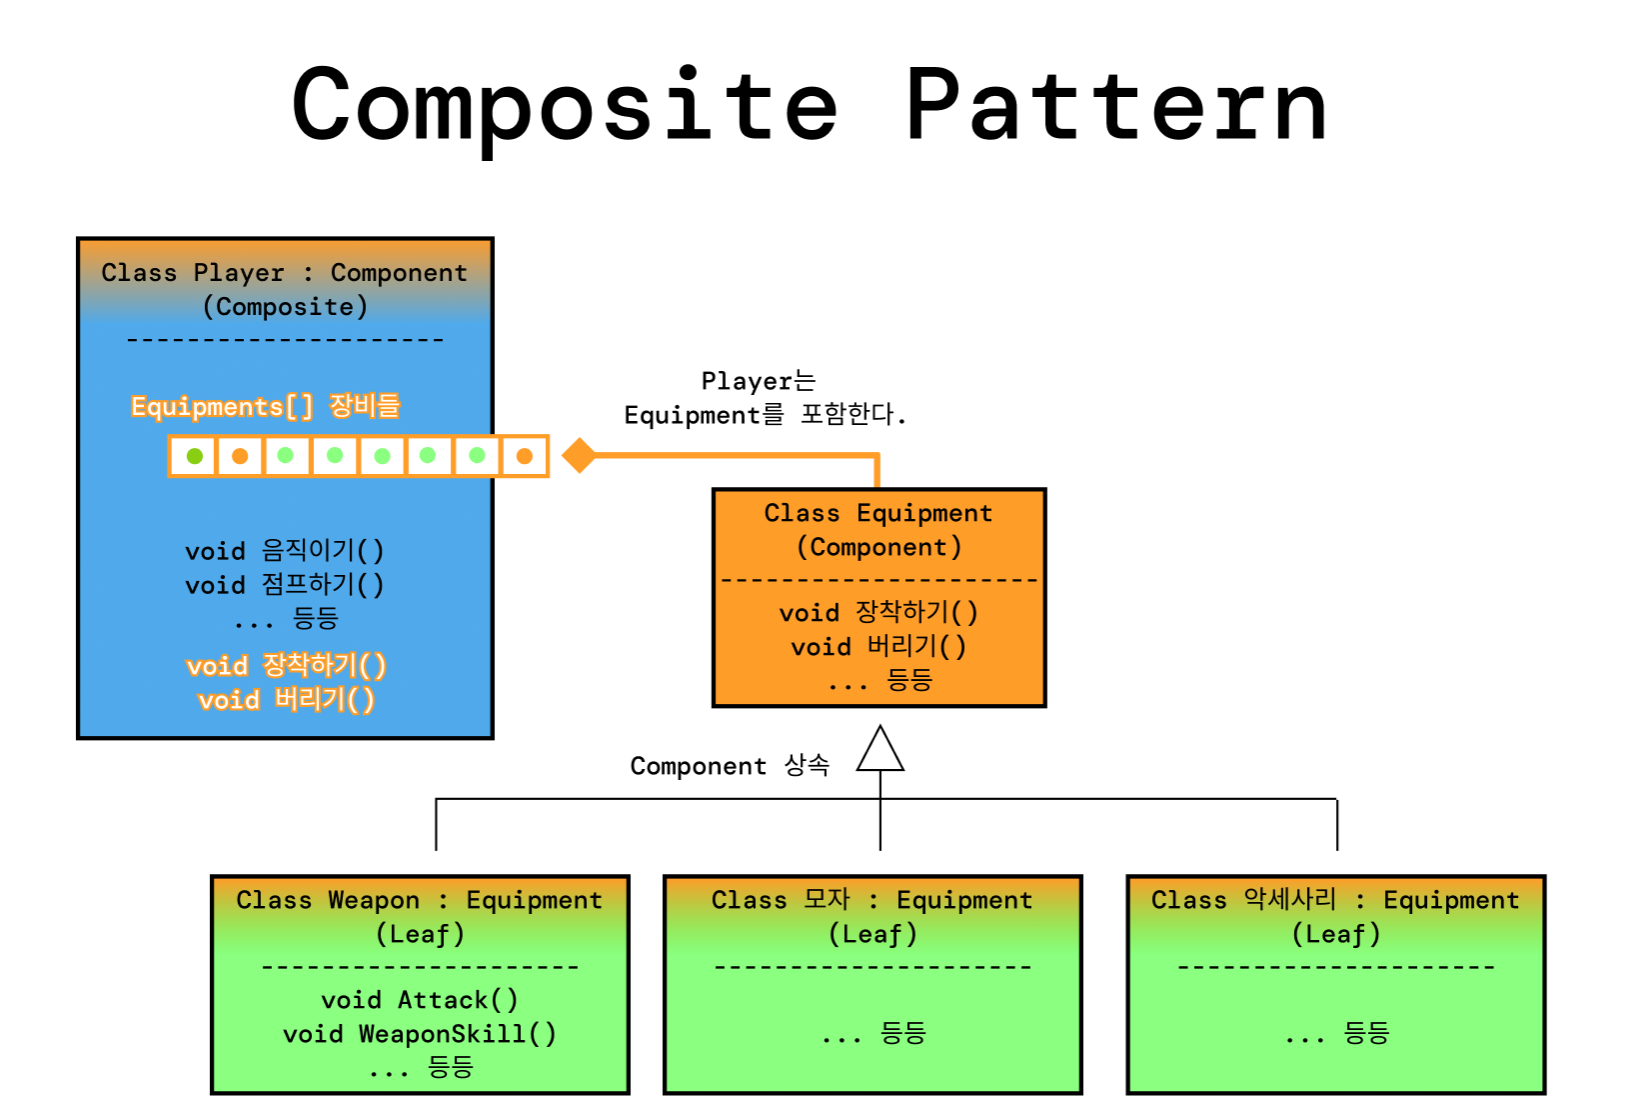 Composite Pattern
Class Player : Component
(Composite)
---------------------
Equipments[] 장비들
void 음직이기()
void 점프하기()
... 등등
void 장착하기()
void 버리기()
Player는
Equipment를 포함한다.
Class Equipment
(Component)
---------------------
void 장착하기()
void 버리기()
... 등등
Component 상속
Class Weapon : Equipment
(Leaf)
---------------------
void Attack()
void WeaponSkill()
... 등등
Class 모자 : Equipment
(Leaf)
---------------------
... 등등
Class 악세사리 : Equipment
(Leaf)
---------------------
... 등등